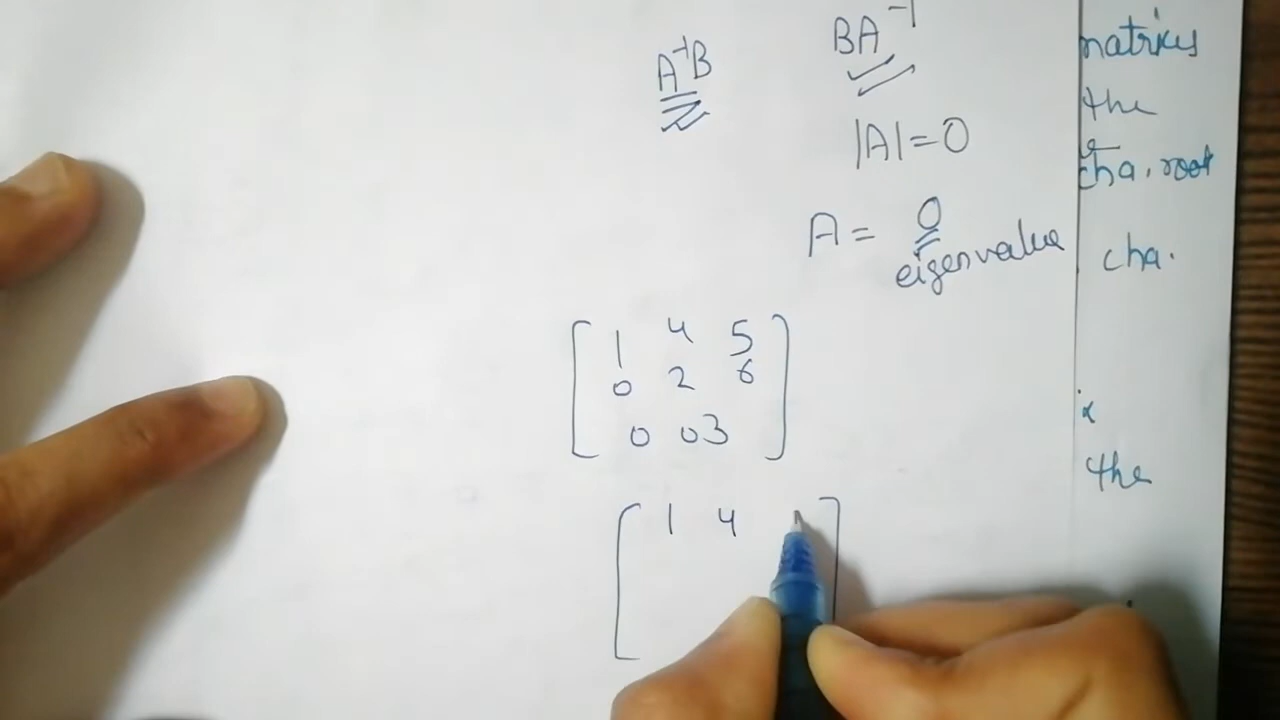 A⁻¹B
BA⁻¹
|A|=0
A = 0
eigenvalue
1 4 5
0 2 6
0 0 3
1 4
matrixs
the
cha. root
cha.
the